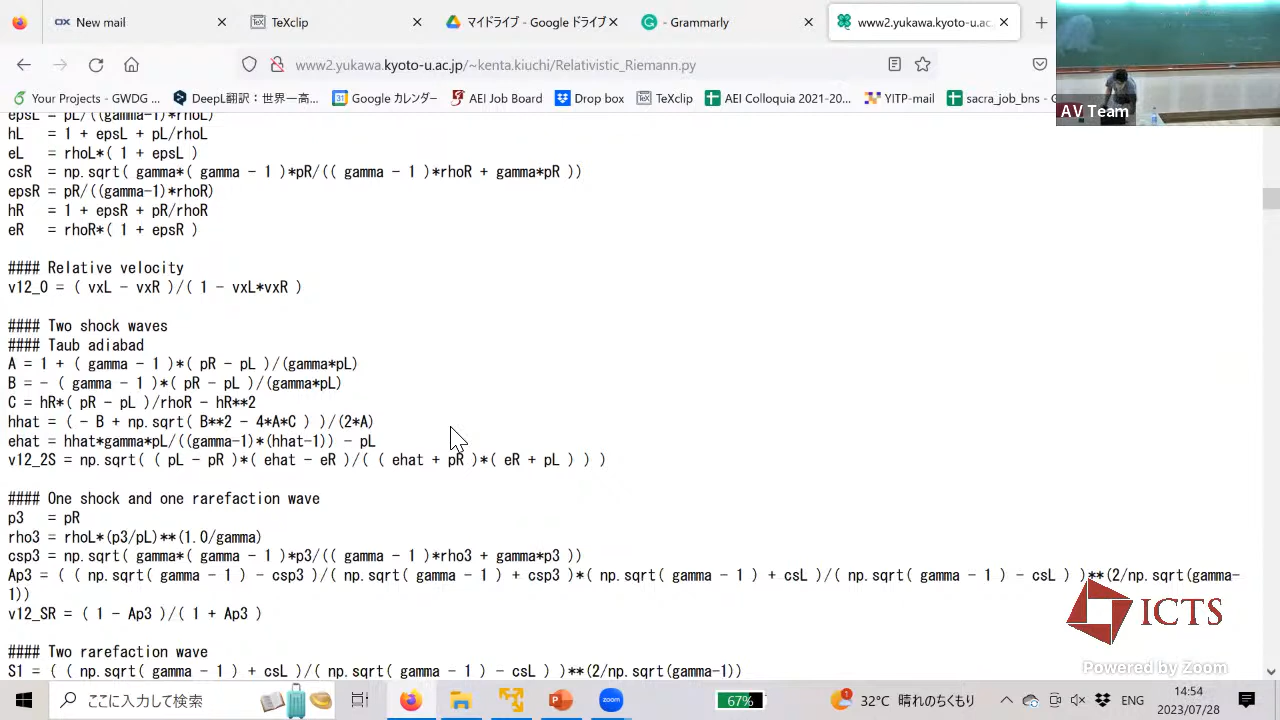 New mail
TeXclip
マイドライブ - Google ドライブ
- Grammarly
www2.yukawa.kyoto-u.ac.
www2.yukawa.kyoto-u.ac.jp/~kenta.kiuchi/Relativistic_Riemann.py
Your Projects - GWDG ...
DeepL翻訳：世界一高...
Google カレンダー
AEI Job Board
Drop box
TeXclip
AEI Colloquia 2021-20...
YITP-mail
sacra_job_bns - G
AV Team
epsL = pL/((gamma-1)*rhoL)
hL = 1 + epsL + pL/rhoL
eL = rhoL*( 1 + epsL )
csR = np.sqrt( gamma*( gamma - 1 )*pR/(( gamma - 1 )*rhoR + gamma*pR ))
epsR = pR/((gamma-1)*rhoR)
hR = 1 + epsR + pR/rhoR
eR = rhoR*( 1 + epsR )
#### Relative velocity
v12_0 = ( vxL - vxR )/( 1 - vxL*vxR )
#### Two shock waves
#### Taub adiabad
A = 1 + ( gamma - 1 )*( pR - pL )/(gamma*pL)
B = - ( gamma - 1 )*( pR - pL )/(gamma*pL)
C = hR*( pR - pL )/rhoR - hR**2
hhat = ( - B + np.sqrt( B**2 - 4*A*C ) )/(2*A)
ehat = hhat*gamma*pL/((gamma-1)*(hhat-1)) - pL
v12_2S = np.sqrt( ( pL - pR )*( ehat - eR )/( ( ehat + pR )*( eR + pL ) ) )
#### One shock and one rarefaction wave
p3 = pR
rho3 = rhoL*(p3/pL)**(1.0/gamma)
csp3 = np.sqrt( gamma*( gamma - 1 )*p3/(( gamma - 1 )*rho3 + gamma*p3 ))
Ap3 = ( ( np.sqrt( gamma - 1 ) - csp3 )/( np.sqrt( gamma - 1 ) + csp3 )*( np.sqrt( gamma - 1 ) + csL )/( np.sqrt( gamma - 1 ) - csL ) )**(2/np.sqrt(gamma-
1))
v12_SR = ( 1 - Ap3 )/( 1 + Ap3 )
#### Two rarefaction wave
S1 = ( ( np.sqrt( gamma - 1 ) + csL )/( np.sqrt( gamma - 1 ) - csL ) )**(2/np.sqrt(gamma-1))
ICTS
Powered by Zoom
ここに入力して検索
zoom
67%
32°C 晴れのちくもり
ENG
14:54
2023/07/28